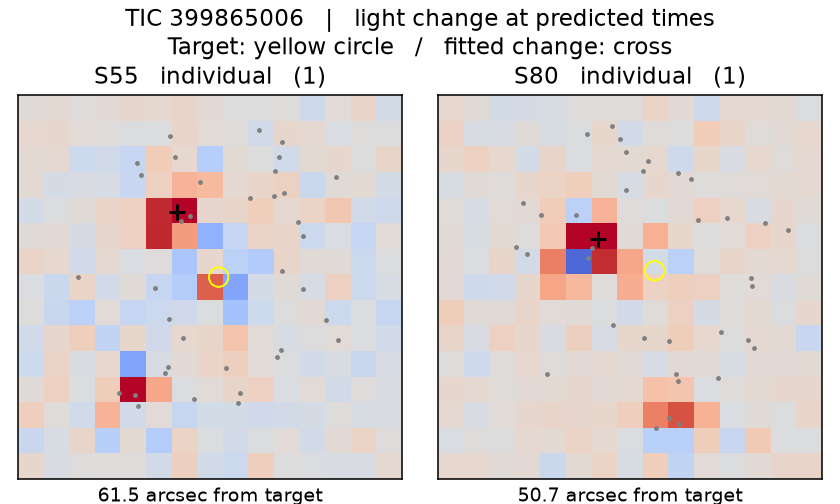 TIC 399865006   |   light change at predicted times
Target: yellow circle   /   fitted change: cross
S55   individual   (1)
S80   individual   (1)
61.5 arcsec from target
50.7 arcsec from target